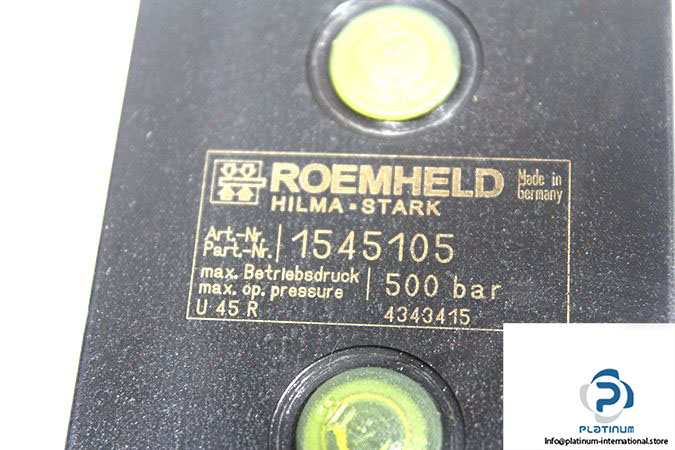 ROEMHELD
HILMA▪STARK
Made in
Germany
Art.-Nr.
Part.-Nr.
1545105
max. Betriebsdruck
max. op. pressure
500 bar
U 45 R
4343415
PLATINUM
Info@platinum-international.store